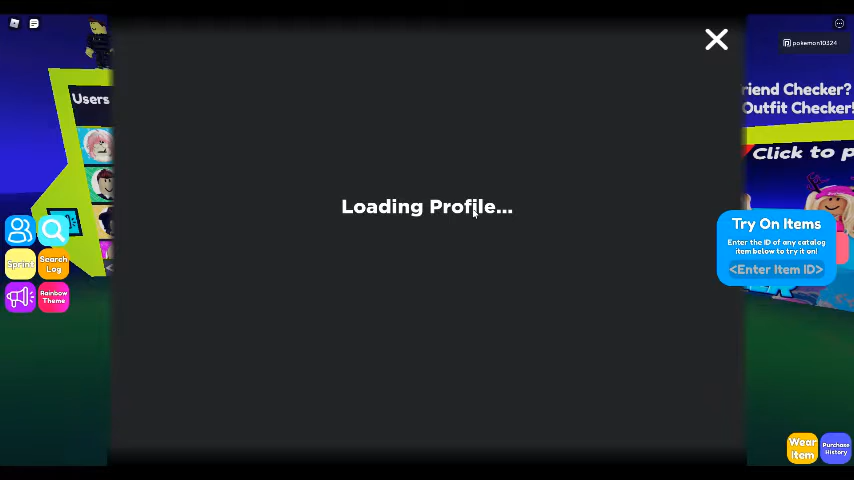 pokemon10324
riend Checker?
Outfit Checker!
Users
Click to p
Loading Profile...
Try On Items
Enter the ID of any catalog
item below to try it on!
<Enter Item ID>
Sprint
Search
Log
Rainbow
Theme
Wear
Item
Purchase
History